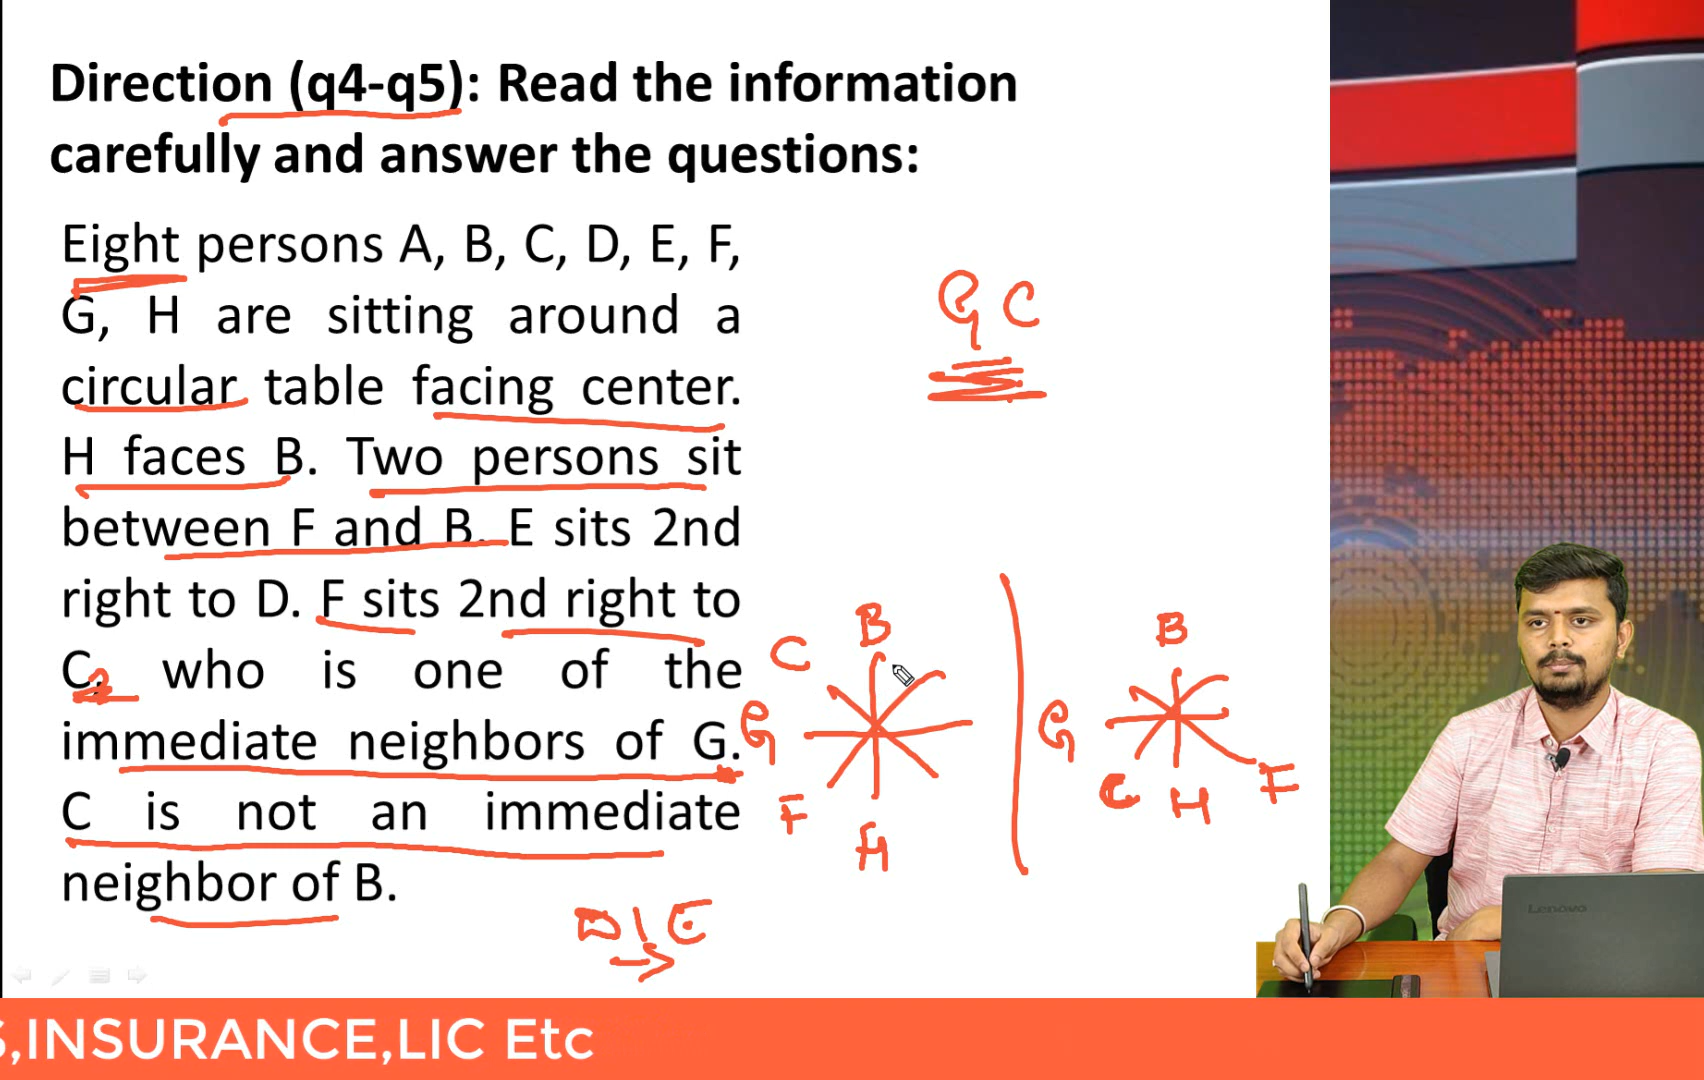 Direction (q4-q5): Read the information
carefully and answer the questions:
Eight persons A, B, C, D, E, F,
G, H are sitting around a
circular table facing center.
H faces B. Two persons sit
between F and B. E sits 2nd
right to D. F sits 2nd right to
C, who is one of the
immediate neighbors of G.
C is not an immediate
neighbor of B.
G C
B
C
G
F
H
B
G
C
H
F
D 1 E
Lenovo
S,INSURANCE,LIC Etc